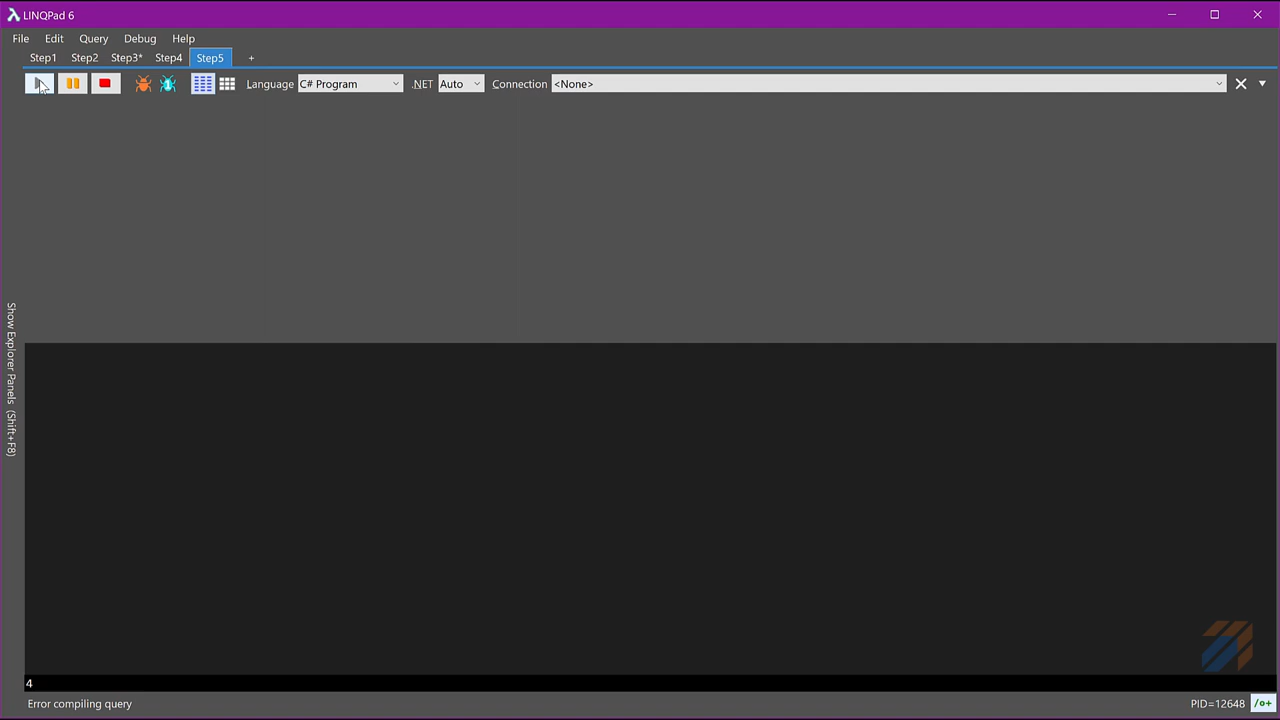 LINQPad 6
File Edit Query Debug Help
Step1 Step2 Step3* Step4 Step5 +
Language C# Program .NET Auto Connection <None>
Show Explorer Panels (Shift+F8)
4
Error compiling query PID=12648 /o+